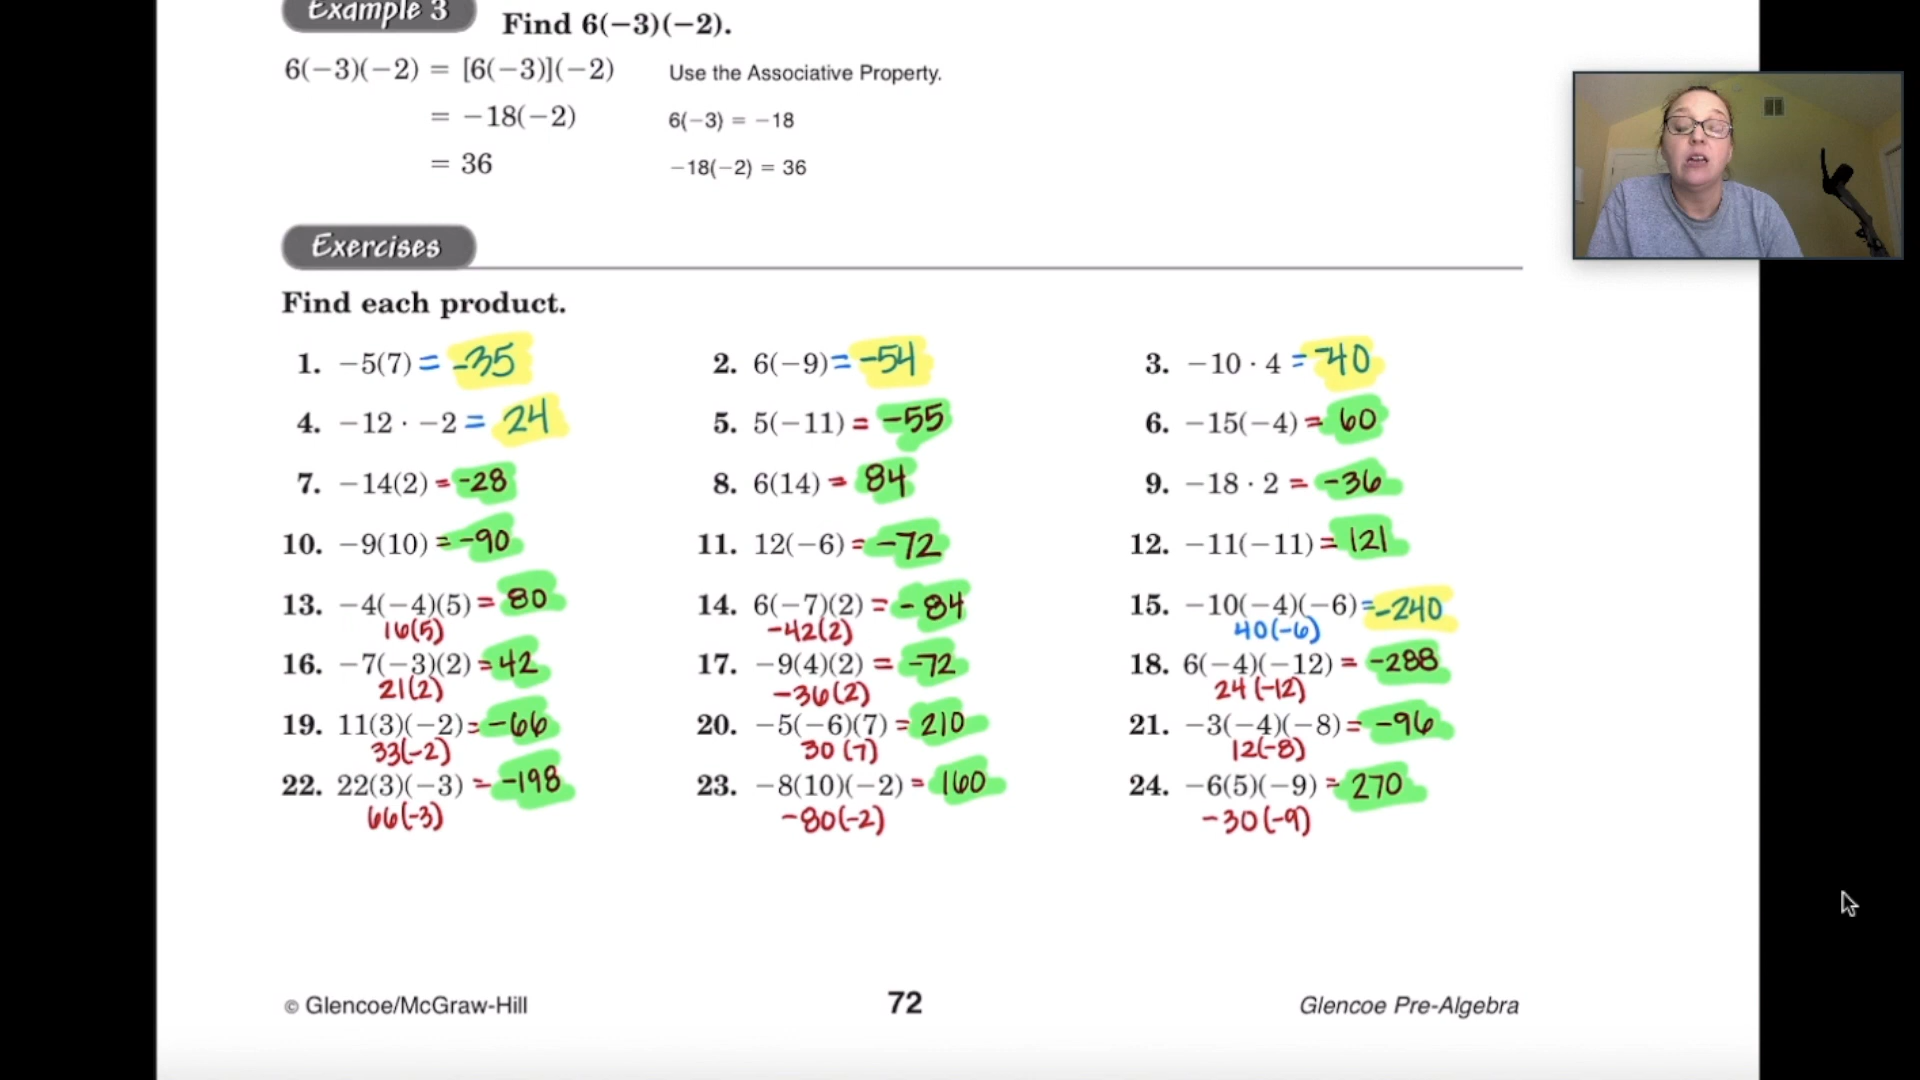 Example 3 Find 6(−3)(−2).
6(−3)(−2) = [6(−3)](−2) Use the Associative Property.
= −18(−2) 6(−3) = −18
= 36 −18(−2) = 36
Exercises
Find each product.
1. −5(7) = -35 2. 6(−9) = -54 3. −10 · 4 = -40
4. −12 · −2 = 24 5. 5(−11) = -55 6. −15(−4) = 60
7. −14(2) = -28 8. 6(14) = 84 9. −18 · 2 = -36
10. −9(10) = -90 11. 12(−6) = -72 12. −11(−11) = 121
13. −4(−4)(5) = 80 14. 6(−7)(2) = -84 15. −10(−4)(−6) = -240
16(5) -42(2) 40(-6)
16. −7(−3)(2) = 42 17. −9(4)(2) = -72 18. 6(−4)(−12) = -288
21(2) -36(2) 24(-12)
19. 11(3)(−2) = -66 20. −5(−6)(7) = 210 21. −3(−4)(−8) = -96
33(-2) 30(7) 12(-8)
22. 22(3)(−3) = -198 23. −8(10)(−2) = 160 24. −6(5)(−9) = 270
66(-3) -80(-2) -30(-9)
© Glencoe/McGraw-Hill 72 Glencoe Pre-Algebra